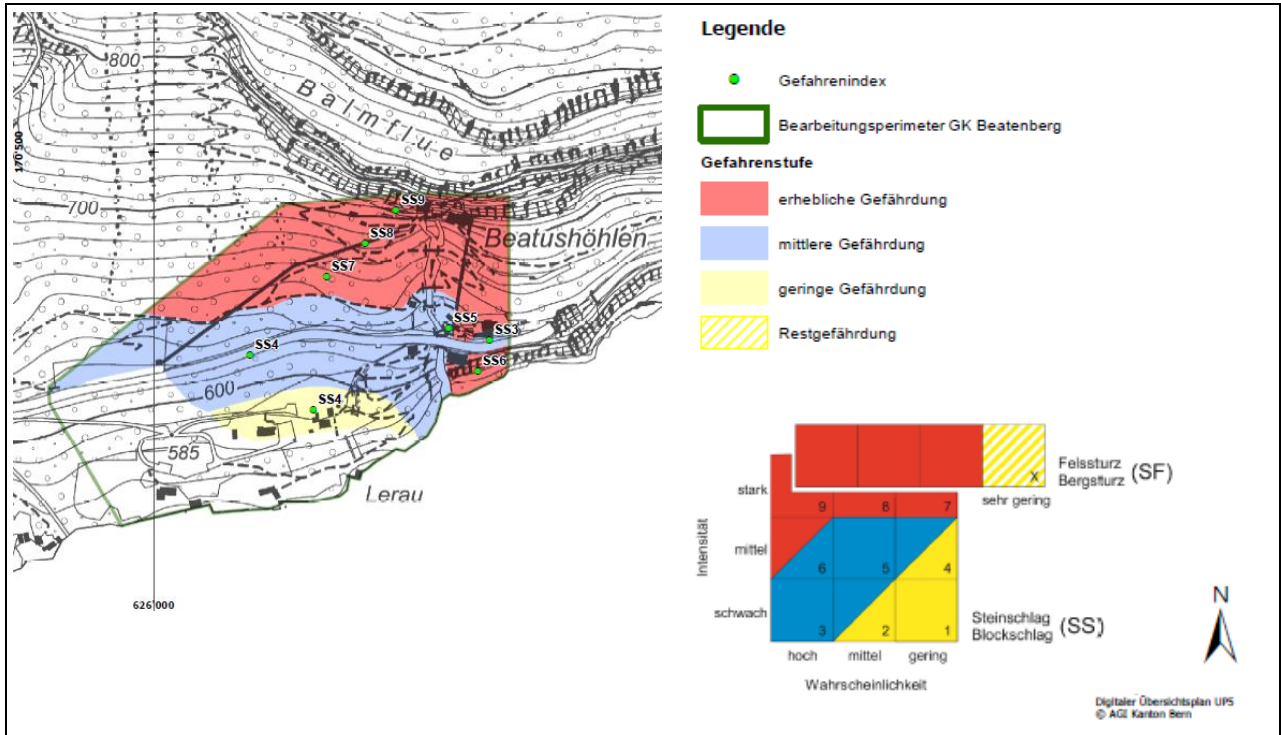 800
Balmflue
170'500
700
SS9
SS8
Beatushöhlen
SS7
SS5
SS3
SS4
SS6
600
SS4
585
Lerau
626'000
Legende
Gefahrenindex
Bearbeitungsperimeter GK Beatenberg
Gefahrenstufe
erhebliche Gefährdung
mittlere Gefährdung
geringe Gefährdung
Restgefährdung
Felssturz
Bergsturz (SF)
X
sehr gering
stark
9 8 7
mittel
6 5 4
schwach
3 2 1
Intensität
Steinschlag
Blockschlag (SS)
hoch mittel gering
Wahrscheinlichkeit
N
Digitaler Übersichtsplan UP5
© AGI Kanton Bern